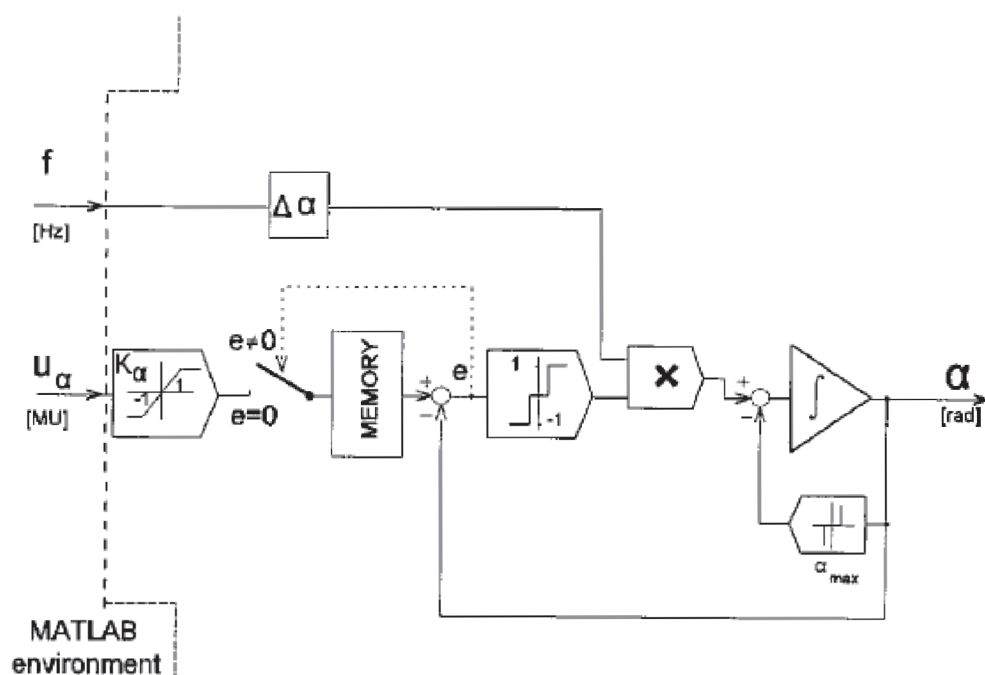 f
[Hz]
Δα
e≠0
e=0
u α
[MU]
K α
1
-1
MEMORY
+
−
e
1
-1
×
+
−
∫
α
[rad]
α max
MATLAB
environment